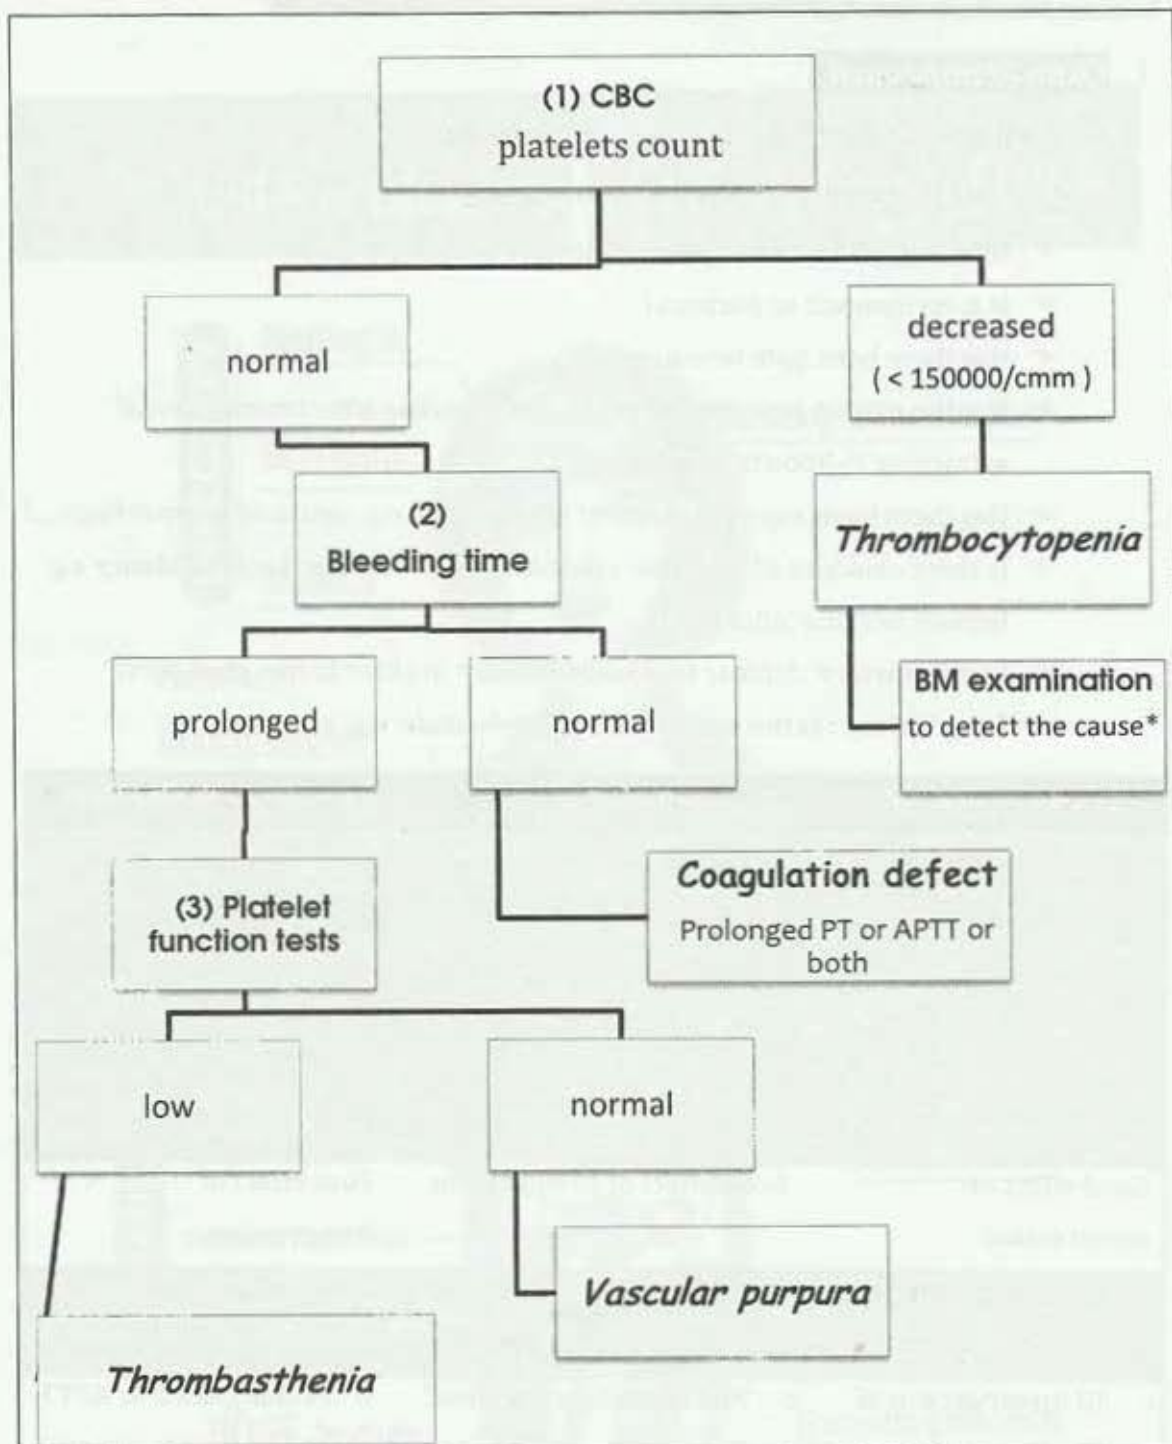 (1) CBC
platelets count
normal
decreased
( < 150000/cmm )
(2)
Bleeding time
Thrombocytopenia
prolonged
normal
BM examination
to detect the cause*
(3) Platelet
function tests
Coagulation defect
Prolonged PT or APTT or
both
low
normal
Vascular purpura
Thrombasthenia